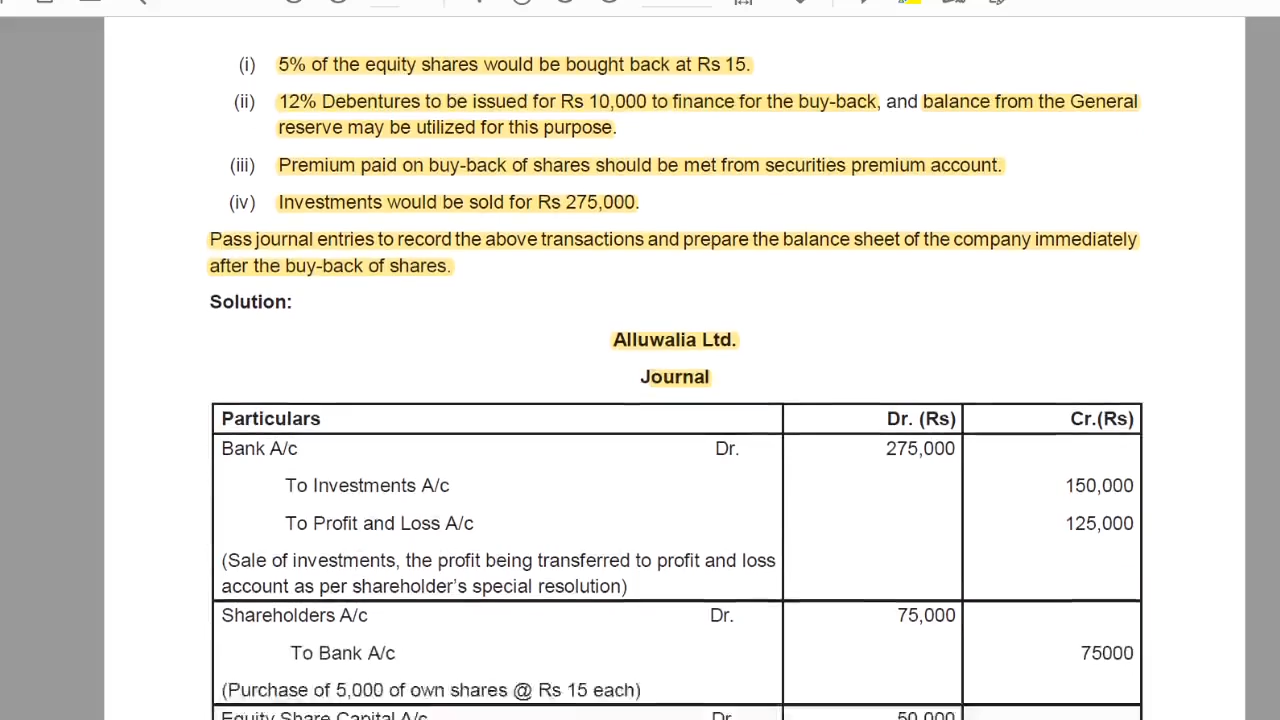 (i) 5% of the equity shares would be bought back at Rs 15.
(ii) 12% Debentures to be issued for Rs 10,000 to finance for the buy-back, and balance from the General
reserve may be utilized for this purpose.
(iii) Premium paid on buy-back of shares should be met from securities premium account.
(iv) Investments would be sold for Rs 275,000.
Pass journal entries to record the above transactions and prepare the balance sheet of the company immediately
after the buy-back of shares.
Solution:
Alluwalia Ltd.
Journal
Particulars Dr. (Rs) Cr.(Rs)
Bank A/c Dr. 275,000
To Investments A/c 150,000
To Profit and Loss A/c 125,000
(Sale of investments, the profit being transferred to profit and loss
account as per shareholder's special resolution)
Shareholders A/c Dr. 75,000
To Bank A/c 75000
(Purchase of 5,000 of own shares @ Rs 15 each)
Equity Share Capital A/c Dr. 50,000